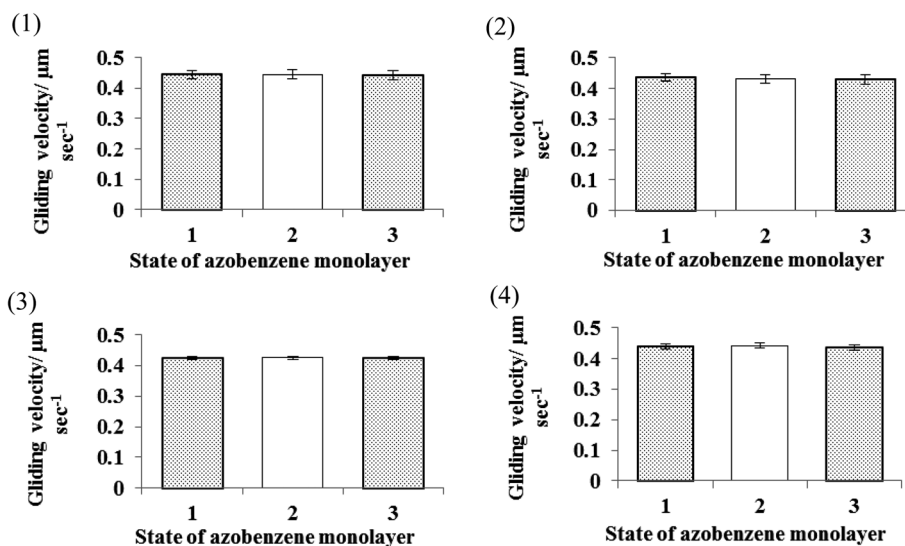 (1)
0.5
0.4
0.3
0.2
0.1
0
Gliding velocity/ μm
sec⁻¹
1 2 3
State of azobenzene monolayer
(2)
0.5
0.4
0.3
0.2
0.1
0
Gliding velocity/ μm
sec⁻¹
1 2 3
State of azobenzene monolayer
(3)
0.5
0.4
0.3
0.2
0.1
0
Gliding velocity/ μm
sec⁻¹
1 2 3
State of azobenzene monolayer
(4)
0.5
0.4
0.3
0.2
0.1
0
Gliding velocity/ μm
sec⁻¹
1 2 3
State of azobenzene monolayer